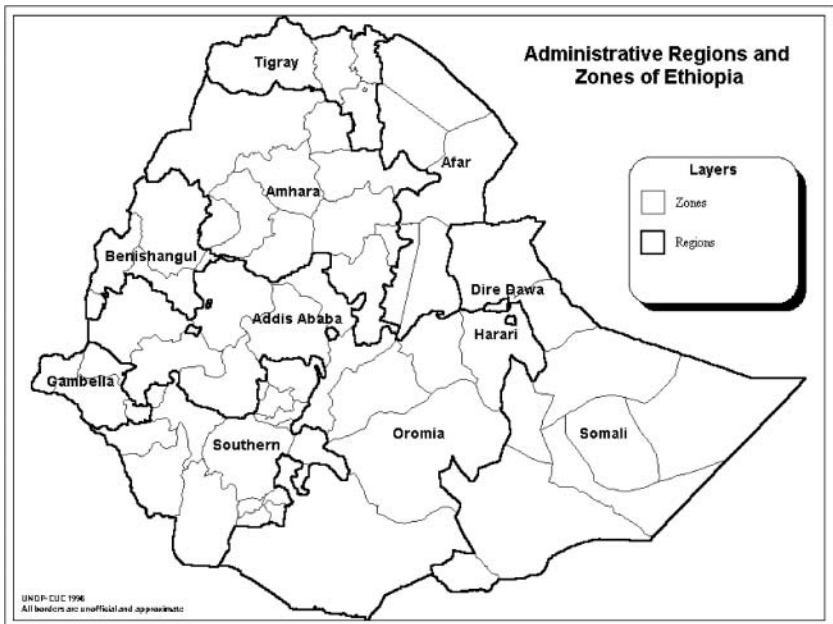 Administrative Regions and
Zones of Ethiopia
Tigray
Afar
Layers
Zones
Regions
Amhara
Benishangul
Dire Dawa
Addis Ababa
Harari
Gambella
Oromia
Southern
Somali
UNDP-EUE 1996
All borders are unofficial and approximate